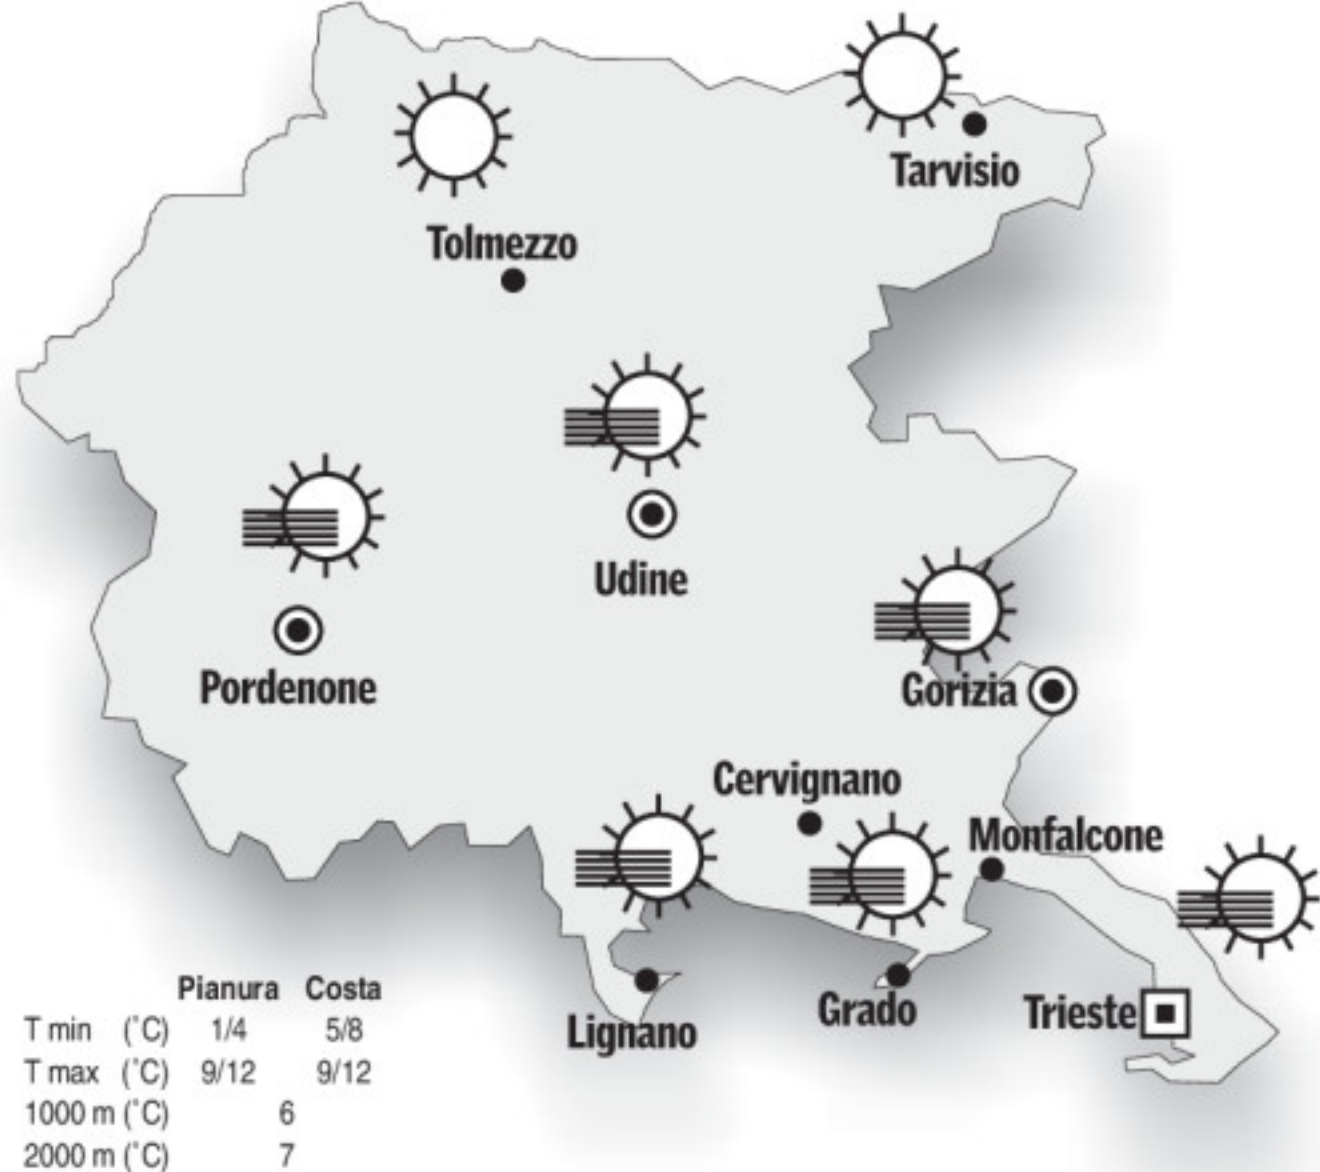 Tarvisio
Tolmezzo
Udine
Pordenone
Gorizia
Cervignano
Monfalcone
Lignano
Grado
Trieste
Pianura Costa
T min (°C) 1/4 5/8
T max (°C) 9/12 9/12
1000 m (°C) 6
2000 m (°C) 7